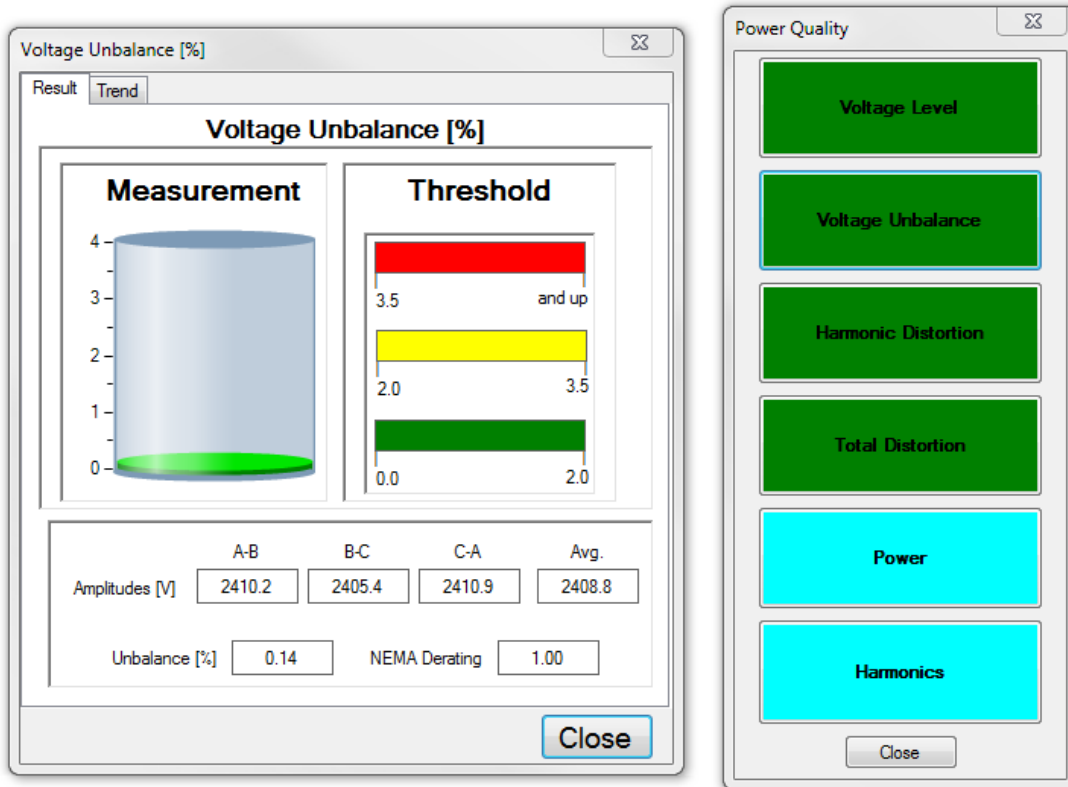 Voltage Unbalance [%]
Result Trend
Voltage Unbalance [%]
Measurement
4
3
2
1
0
Threshold
3.5 and up
2.0 3.5
0.0 2.0
A-B B-C C-A Avg.
Amplitudes [V] 2410.2 2405.4 2410.9 2408.8
Unbalance [%] 0.14 NEMA Derating 1.00
Close
Power Quality
Voltage Level
Voltage Unbalance
Harmonic Distortion
Total Distortion
Power
Harmonics
Close